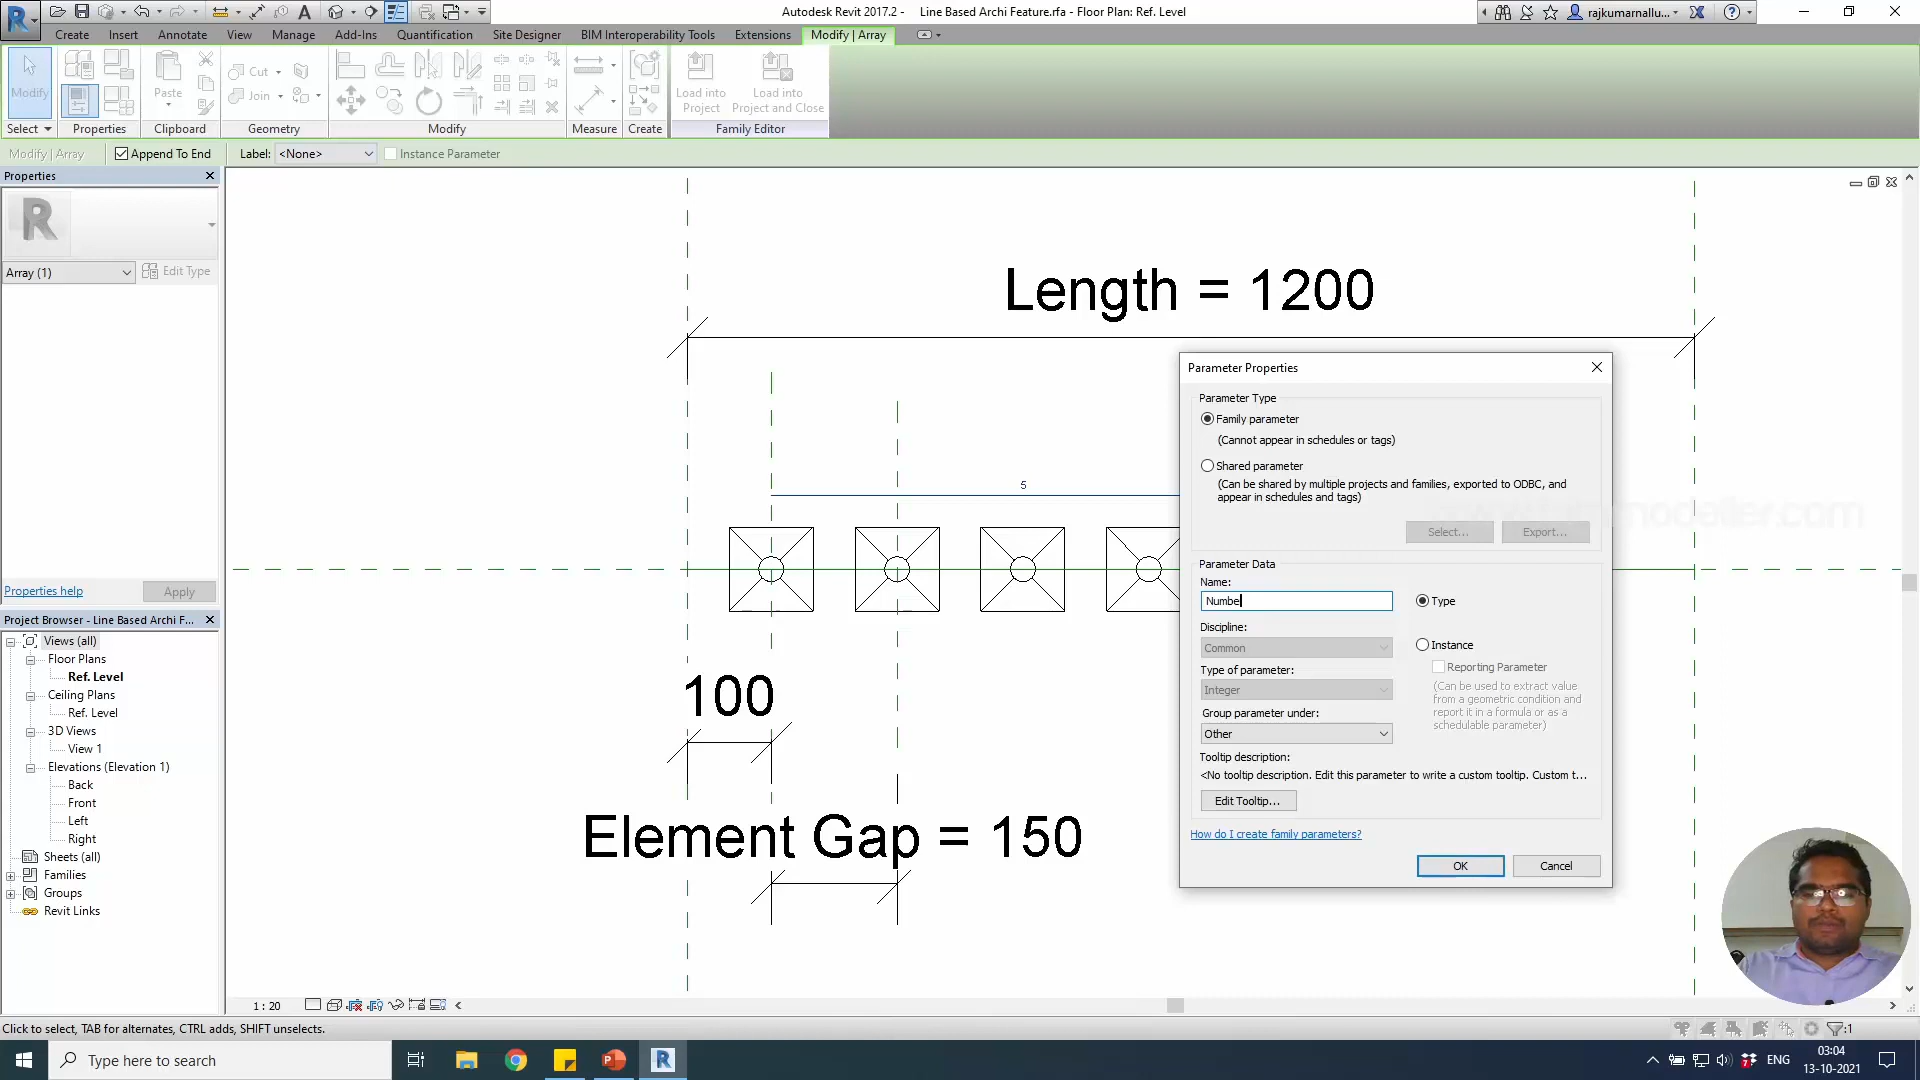 Autodesk Revit 2017.2 - Line Based Archi Feature.rfa - Floor Plan: Ref. Level
rajkumarnallu...
Create Insert Annotate View Manage Add-Ins Quantification Site Designer BIM Interoperability Tools Extensions Modify | Array
Modify
Paste
Cut
Join
Load into
Project
Load into
Project and Close
Select Properties Clipboard Geometry Modify Measure Create Family Editor
Modify | Array
Append To End
Label: <None>
Instance Parameter
Properties
Array (1)
Edit Type
Properties help
Apply
Project Browser - Line Based Archi F...
Views (all)
Floor Plans
Ref. Level
Ceiling Plans
Ref. Level
3D Views
View 1
Elevations (Elevation 1)
Back
Front
Left
Right
Sheets (all)
Families
Groups
Revit Links
Length = 1200
5
100
Element Gap = 150
Parameter Properties
Parameter Type
Family parameter
(Cannot appear in schedules or tags)
Shared parameter
(Can be shared by multiple projects and families, exported to ODBC, and
appear in schedules and tags)
Select...
Export...
Parameter Data
Name:
Numbe
Type
Discipline:
Common
Instance
Reporting Parameter
Type of parameter:
Integer
(Can be used to extract value
from a geometric condition and
report it in a formula or as a
schedulable parameter)
Group parameter under:
Other
Tooltip description:
<No tooltip description. Edit this parameter to write a custom tooltip. Custom t...
Edit Tooltip...
How do I create family parameters?
OK
Cancel
1 : 20
Click to select, TAB for alternates, CTRL adds, SHIFT unselects.
:1
Type here to search
ENG
03:04
13-10-2021